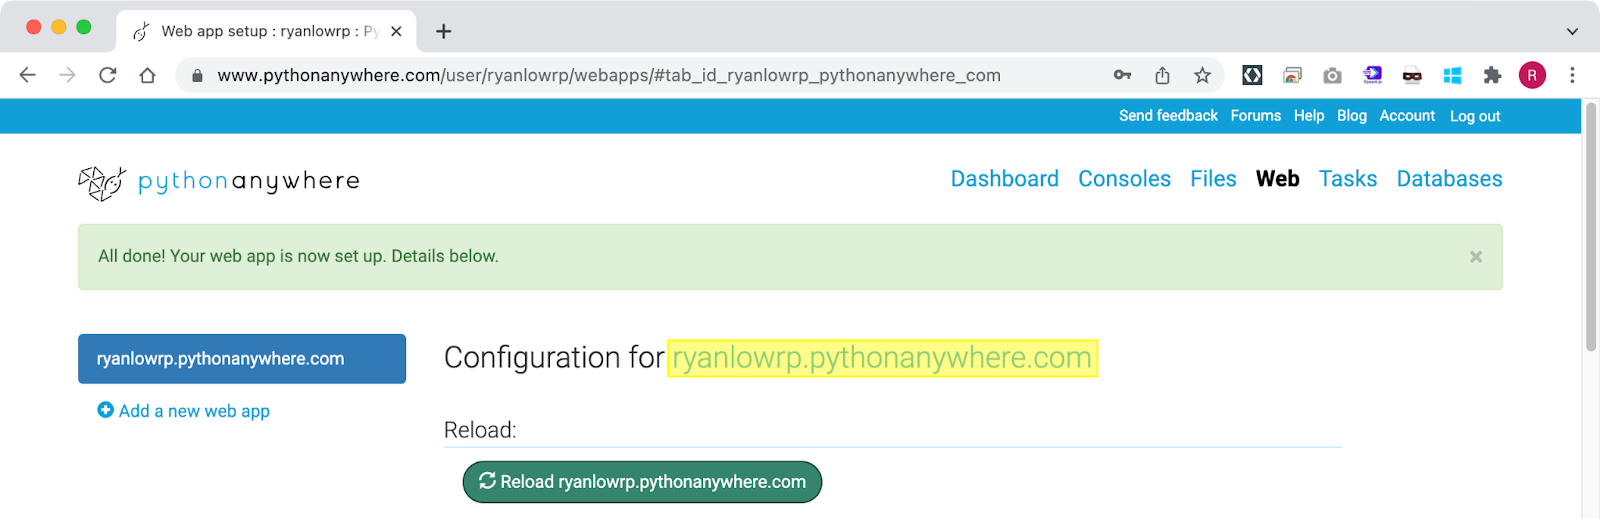 Web app setup : ryanlowrp : Py
www.pythonanywhere.com/user/ryanlowrp/webapps/#tab_id_ryanlowrp_pythonanywhere_com
R
Send feedback Forums Help Blog Account Log out
pythonanywhere
Dashboard Consoles Files Web Tasks Databases
All done! Your web app is now set up. Details below.
ryanlowrp.pythonanywhere.com
Configuration for ryanlowrp.pythonanywhere.com
Add a new web app
Reload:
Reload ryanlowrp.pythonanywhere.com